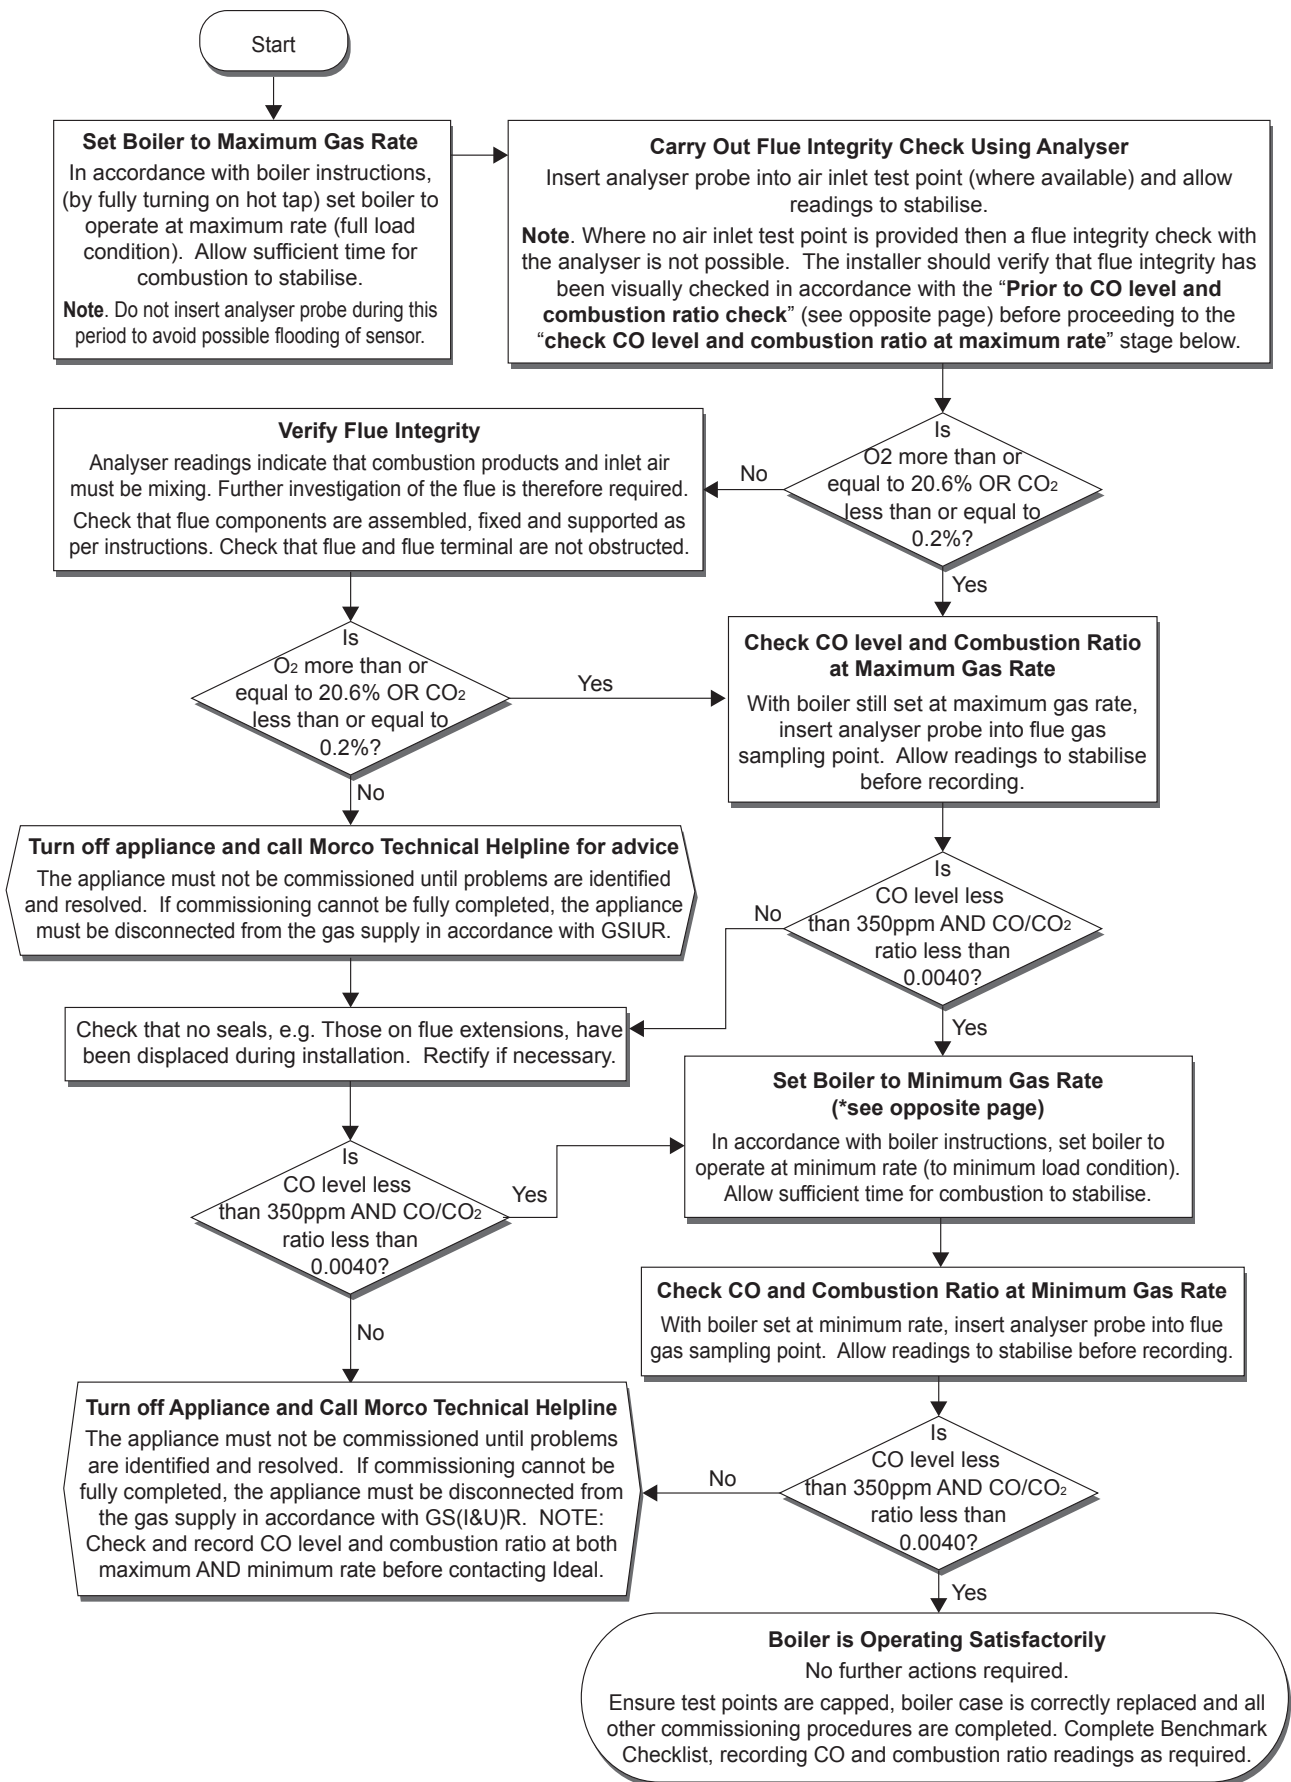 Start
Set Boiler to Maximum Gas Rate
In accordance with boiler instructions,
(by fully turning on hot tap) set boiler to
operate at maximum rate (full load
condition).  Allow sufficient time for
combustion to stabilise.
Note. Do not insert analyser probe during this
period to avoid possible flooding of sensor.
Carry Out Flue Integrity Check Using Analyser
Insert analyser probe into air inlet test point (where available) and allow
readings to stabilise.
Note. Where no air inlet test point is provided then a flue integrity check with
the analyser is not possible.  The installer should verify that flue integrity has
been visually checked in accordance with the “Prior to CO level and
combustion ratio check” (see opposite page) before proceeding to the
“check CO level and combustion ratio at maximum rate” stage below.
Is
O2 more than or
equal to 20.6% OR CO2
less than or equal to
0.2%?
No
Yes
Verify Flue Integrity
Analyser readings indicate that combustion products and inlet air
must be mixing. Further investigation of the flue is therefore required.
Check that flue components are assembled, fixed and supported as
per instructions. Check that flue and flue terminal are not obstructed.
Is
O2 more than or
equal to 20.6% OR CO2
less than or equal to
0.2%?
Yes
No
Check CO level and Combustion Ratio
at Maximum Gas Rate
With boiler still set at maximum gas rate,
insert analyser probe into flue gas
sampling point.  Allow readings to stabilise
before recording.
Turn off appliance and call Morco Technical Helpline for advice
The appliance must not be commissioned until problems are identified
and resolved.  If commissioning cannot be fully completed, the appliance
must be disconnected from the gas supply in accordance with GSIUR.
Is
CO level less
than 350ppm AND CO/CO2
ratio less than
0.0040?
No
Yes
Check that no seals, e.g. Those on flue extensions, have
been displaced during installation.  Rectify if necessary.
Set Boiler to Minimum Gas Rate
(*see opposite page)
In accordance with boiler instructions, set boiler to
operate at minimum rate (to minimum load condition).
Allow sufficient time for combustion to stabilise.
Is
CO level less
than 350ppm AND CO/CO2
ratio less than
0.0040?
Yes
No
Check CO and Combustion Ratio at Minimum Gas Rate
With boiler set at minimum rate, insert analyser probe into flue
gas sampling point.  Allow readings to stabilise before recording.
Turn off Appliance and Call Morco Technical Helpline
The appliance must not be commissioned until problems
are identified and resolved.  If commissioning cannot be
fully completed, the appliance must be disconnected from
the gas supply in accordance with GS(I&U)R.  NOTE:
Check and record CO level and combustion ratio at both
maximum AND minimum rate before contacting Ideal.
Is
CO level less
than 350ppm AND CO/CO2
ratio less than
0.0040?
No
Yes
Boiler is Operating Satisfactorily
No further actions required.
Ensure test points are capped, boiler case is correctly replaced and all
other commissioning procedures are completed. Complete Benchmark
Checklist, recording CO and combustion ratio readings as required.